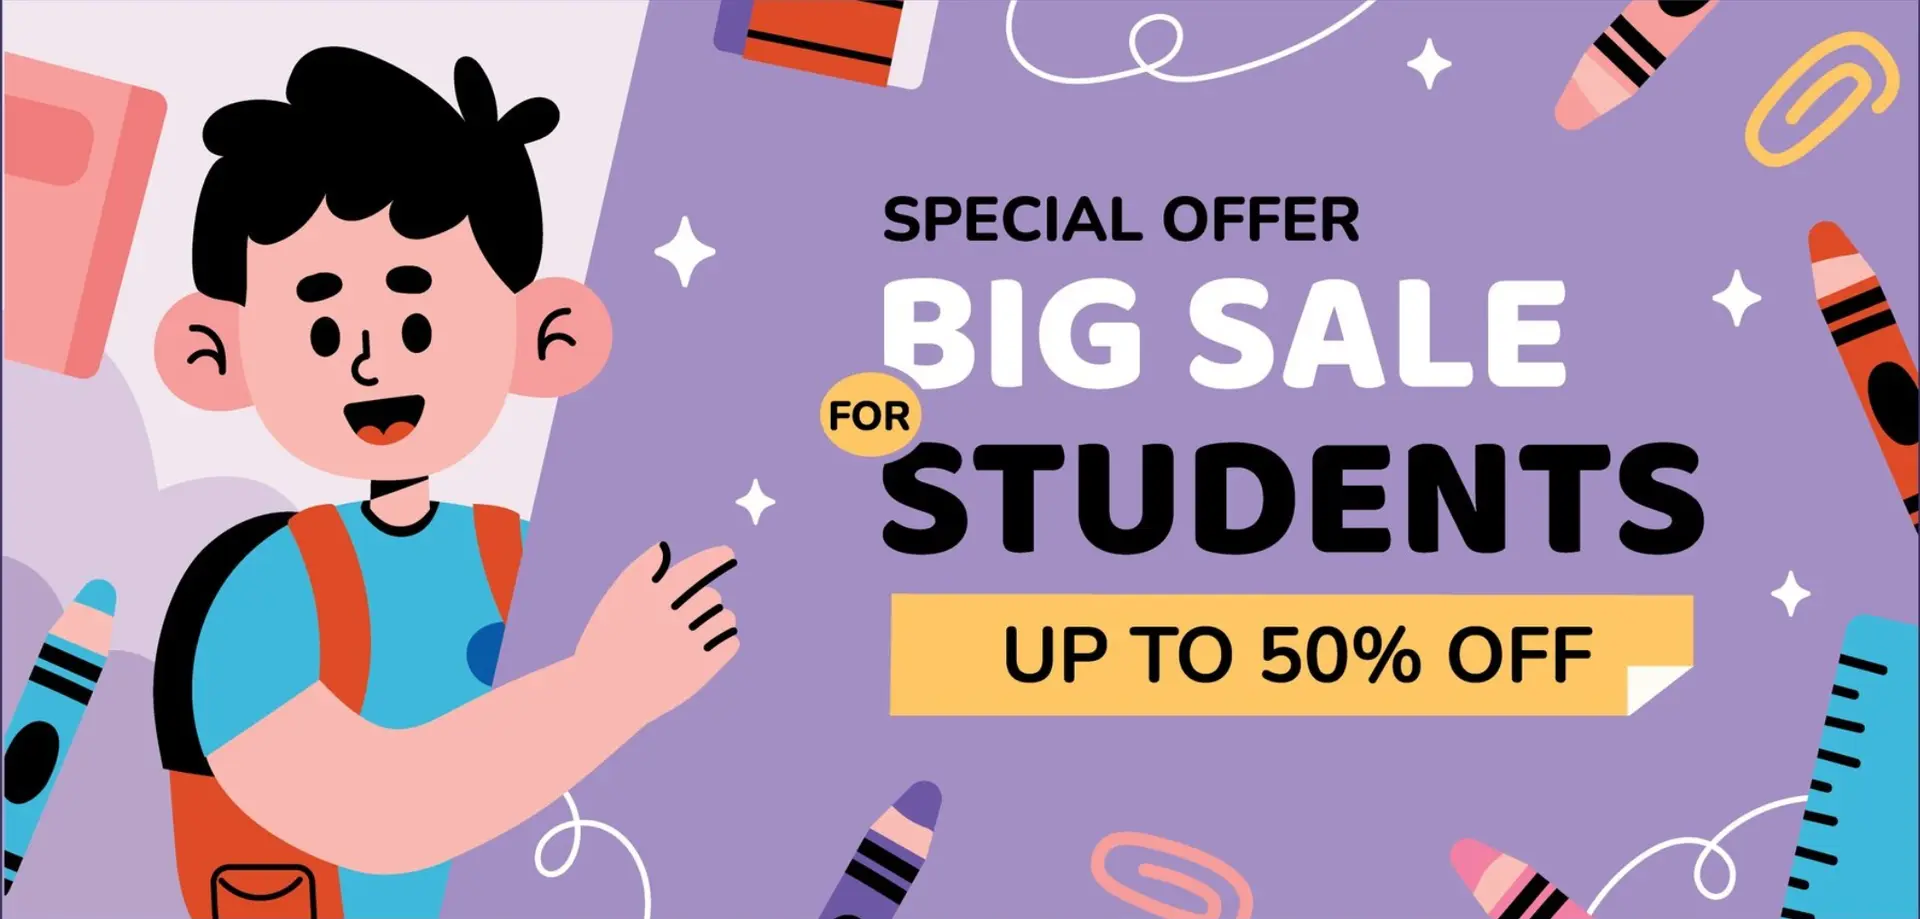 SPECIAL OFFER
BIG SALE
FOR
STUDENTS
UP TO 50% OFF